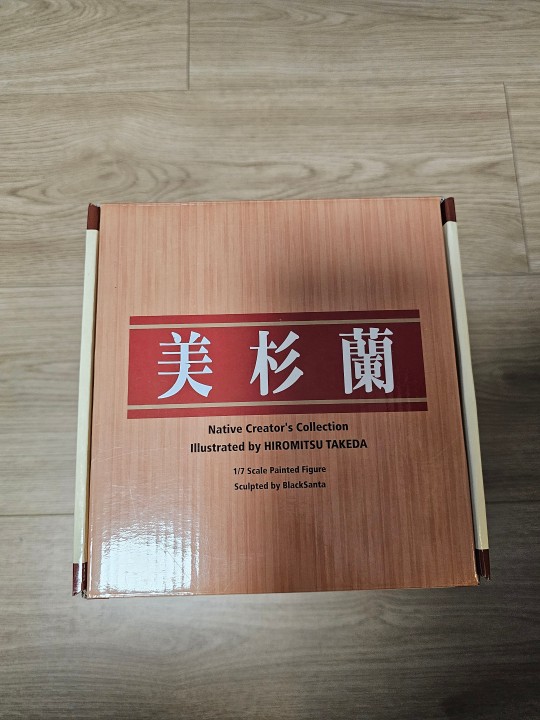 美杉蘭
Native Creator's Collection
Illustrated by HIROMITSU TAKEDA
1/7 Scale Painted Figure
Sculpted by BlackSanta